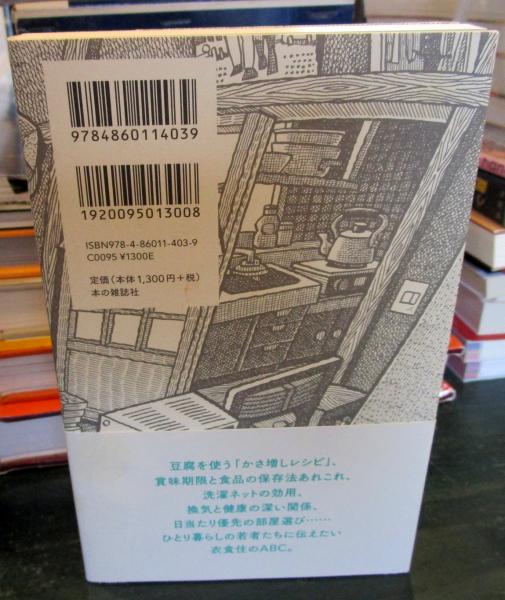 9784860114039
1920095013008
ISBN978-4-86011-403-9
C0095 ¥1300E
定価（本体1,300円＋税）
本の雑誌社
豆腐を使う「かさ増しレシピ」、
賞味期限と食品の保存法あれこれ、
洗濯ネットの効用、
換気と健康の深い関係、
日当たり優先の部屋選び……
ひとり暮らしの若者たちに伝えたい
衣食住のABC。